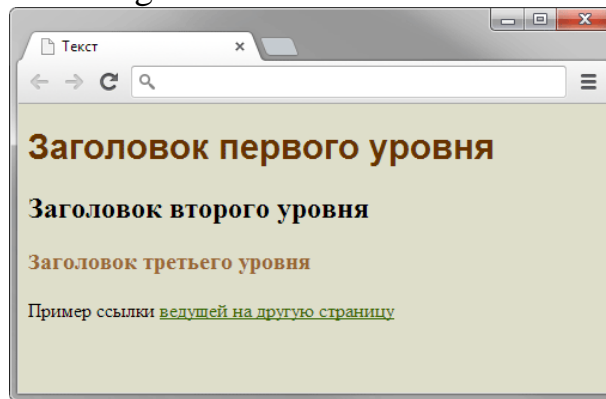 Текст
Заголовок первого уровня
Заголовок второго уровня
Заголовок третьего уровня
Пример ссылки ведущей на другую страницу